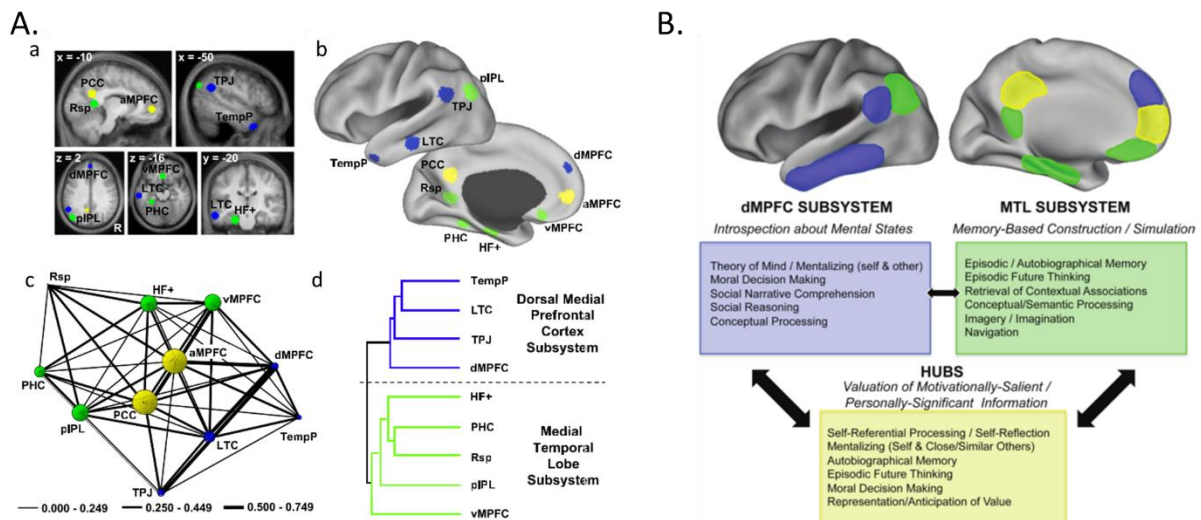 A.
a
x = -10
PCC
Rsp
aMPFC
x = -50
TPJ
TempP
z = 2
dMPFC
pIPL
R
z = -16
vMPFC
LTC
PHC
y = -20
LTC
HF+
b
pIPL
TPJ
LTC
TempP
PCC
Rsp
PHC
HF+
dMPFC
aMPFC
vMPFC
c
Rsp
HF+
vMPFC
aMPFC
dMPFC
PHC
PCC
pIPL
LTC
TempP
TPJ
0.000 - 0.249
0.250 - 0.449
0.500 - 0.749
d
TempP
LTC
TPJ
dMPFC
Dorsal Medial
Prefrontal
Cortex
Subsystem
HF+
PHC
Rsp
pIPL
vMPFC
Medial
Temporal
Lobe
Subsystem
B.
dMPFC SUBSYSTEM
Introspection about Mental States
Theory of Mind / Mentalizing (self & other)
Moral Decision Making
Social Narrative Comprehension
Social Reasoning
Conceptual Processing
MTL SUBSYSTEM
Memory-Based Construction / Simulation
Episodic / Autobiographical Memory
Episodic Future Thinking
Retrieval of Contextual Associations
Conceptual/Semantic Processing
Imagery / Imagination
Navigation
HUBS
Valuation of Motivationally-Salient /
Personally-Significant Information
Self-Referential Processing / Self-Reflection
Mentalizing (Self & Close/Similar Others)
Autobiographical Memory
Episodic Future Thinking
Moral Decision Making
Representation/Anticipation of Value